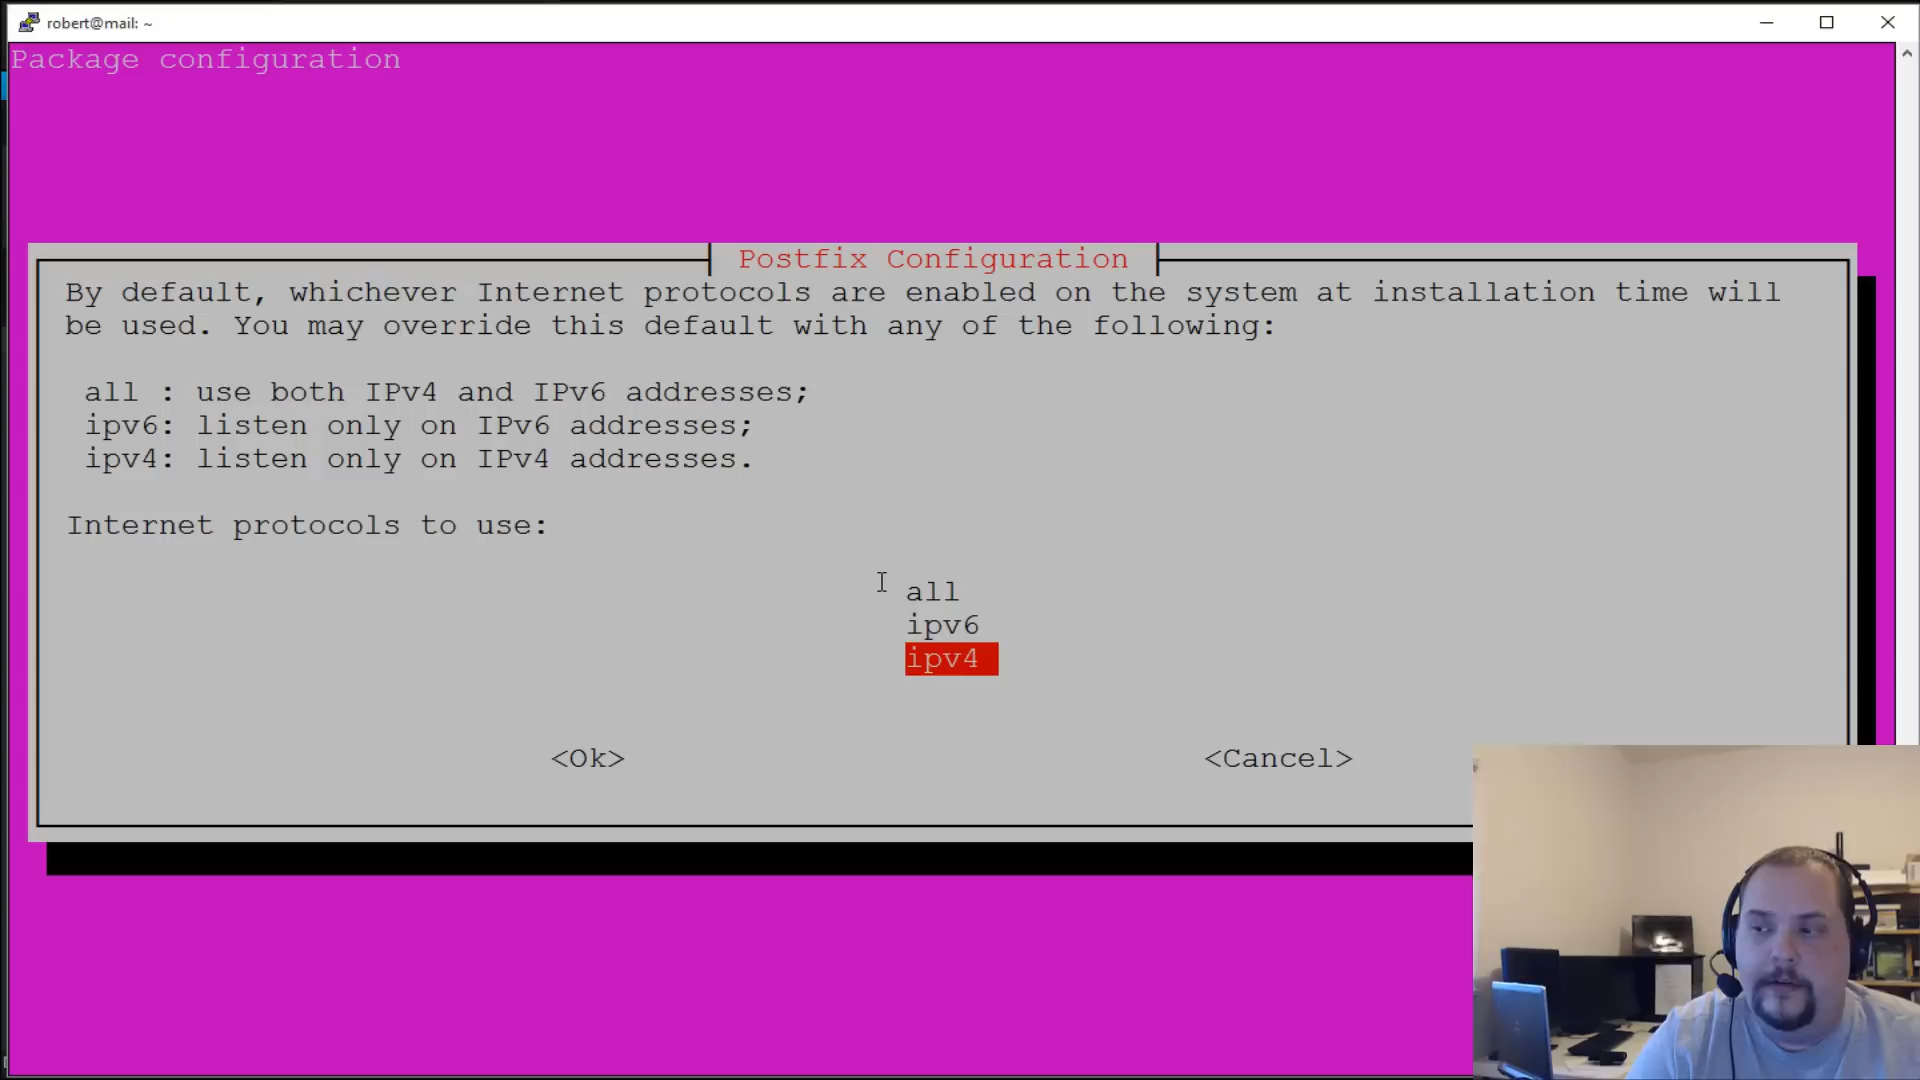 robert@mail: ~
Package configuration
Postfix Configuration
By default, whichever Internet protocols are enabled on the system at installation time will
be used. You may override this default with any of the following:
all : use both IPv4 and IPv6 addresses;
ipv6: listen only on IPv6 addresses;
ipv4: listen only on IPv4 addresses.
Internet protocols to use:
all
ipv6
ipv4
<Ok> <Cancel>